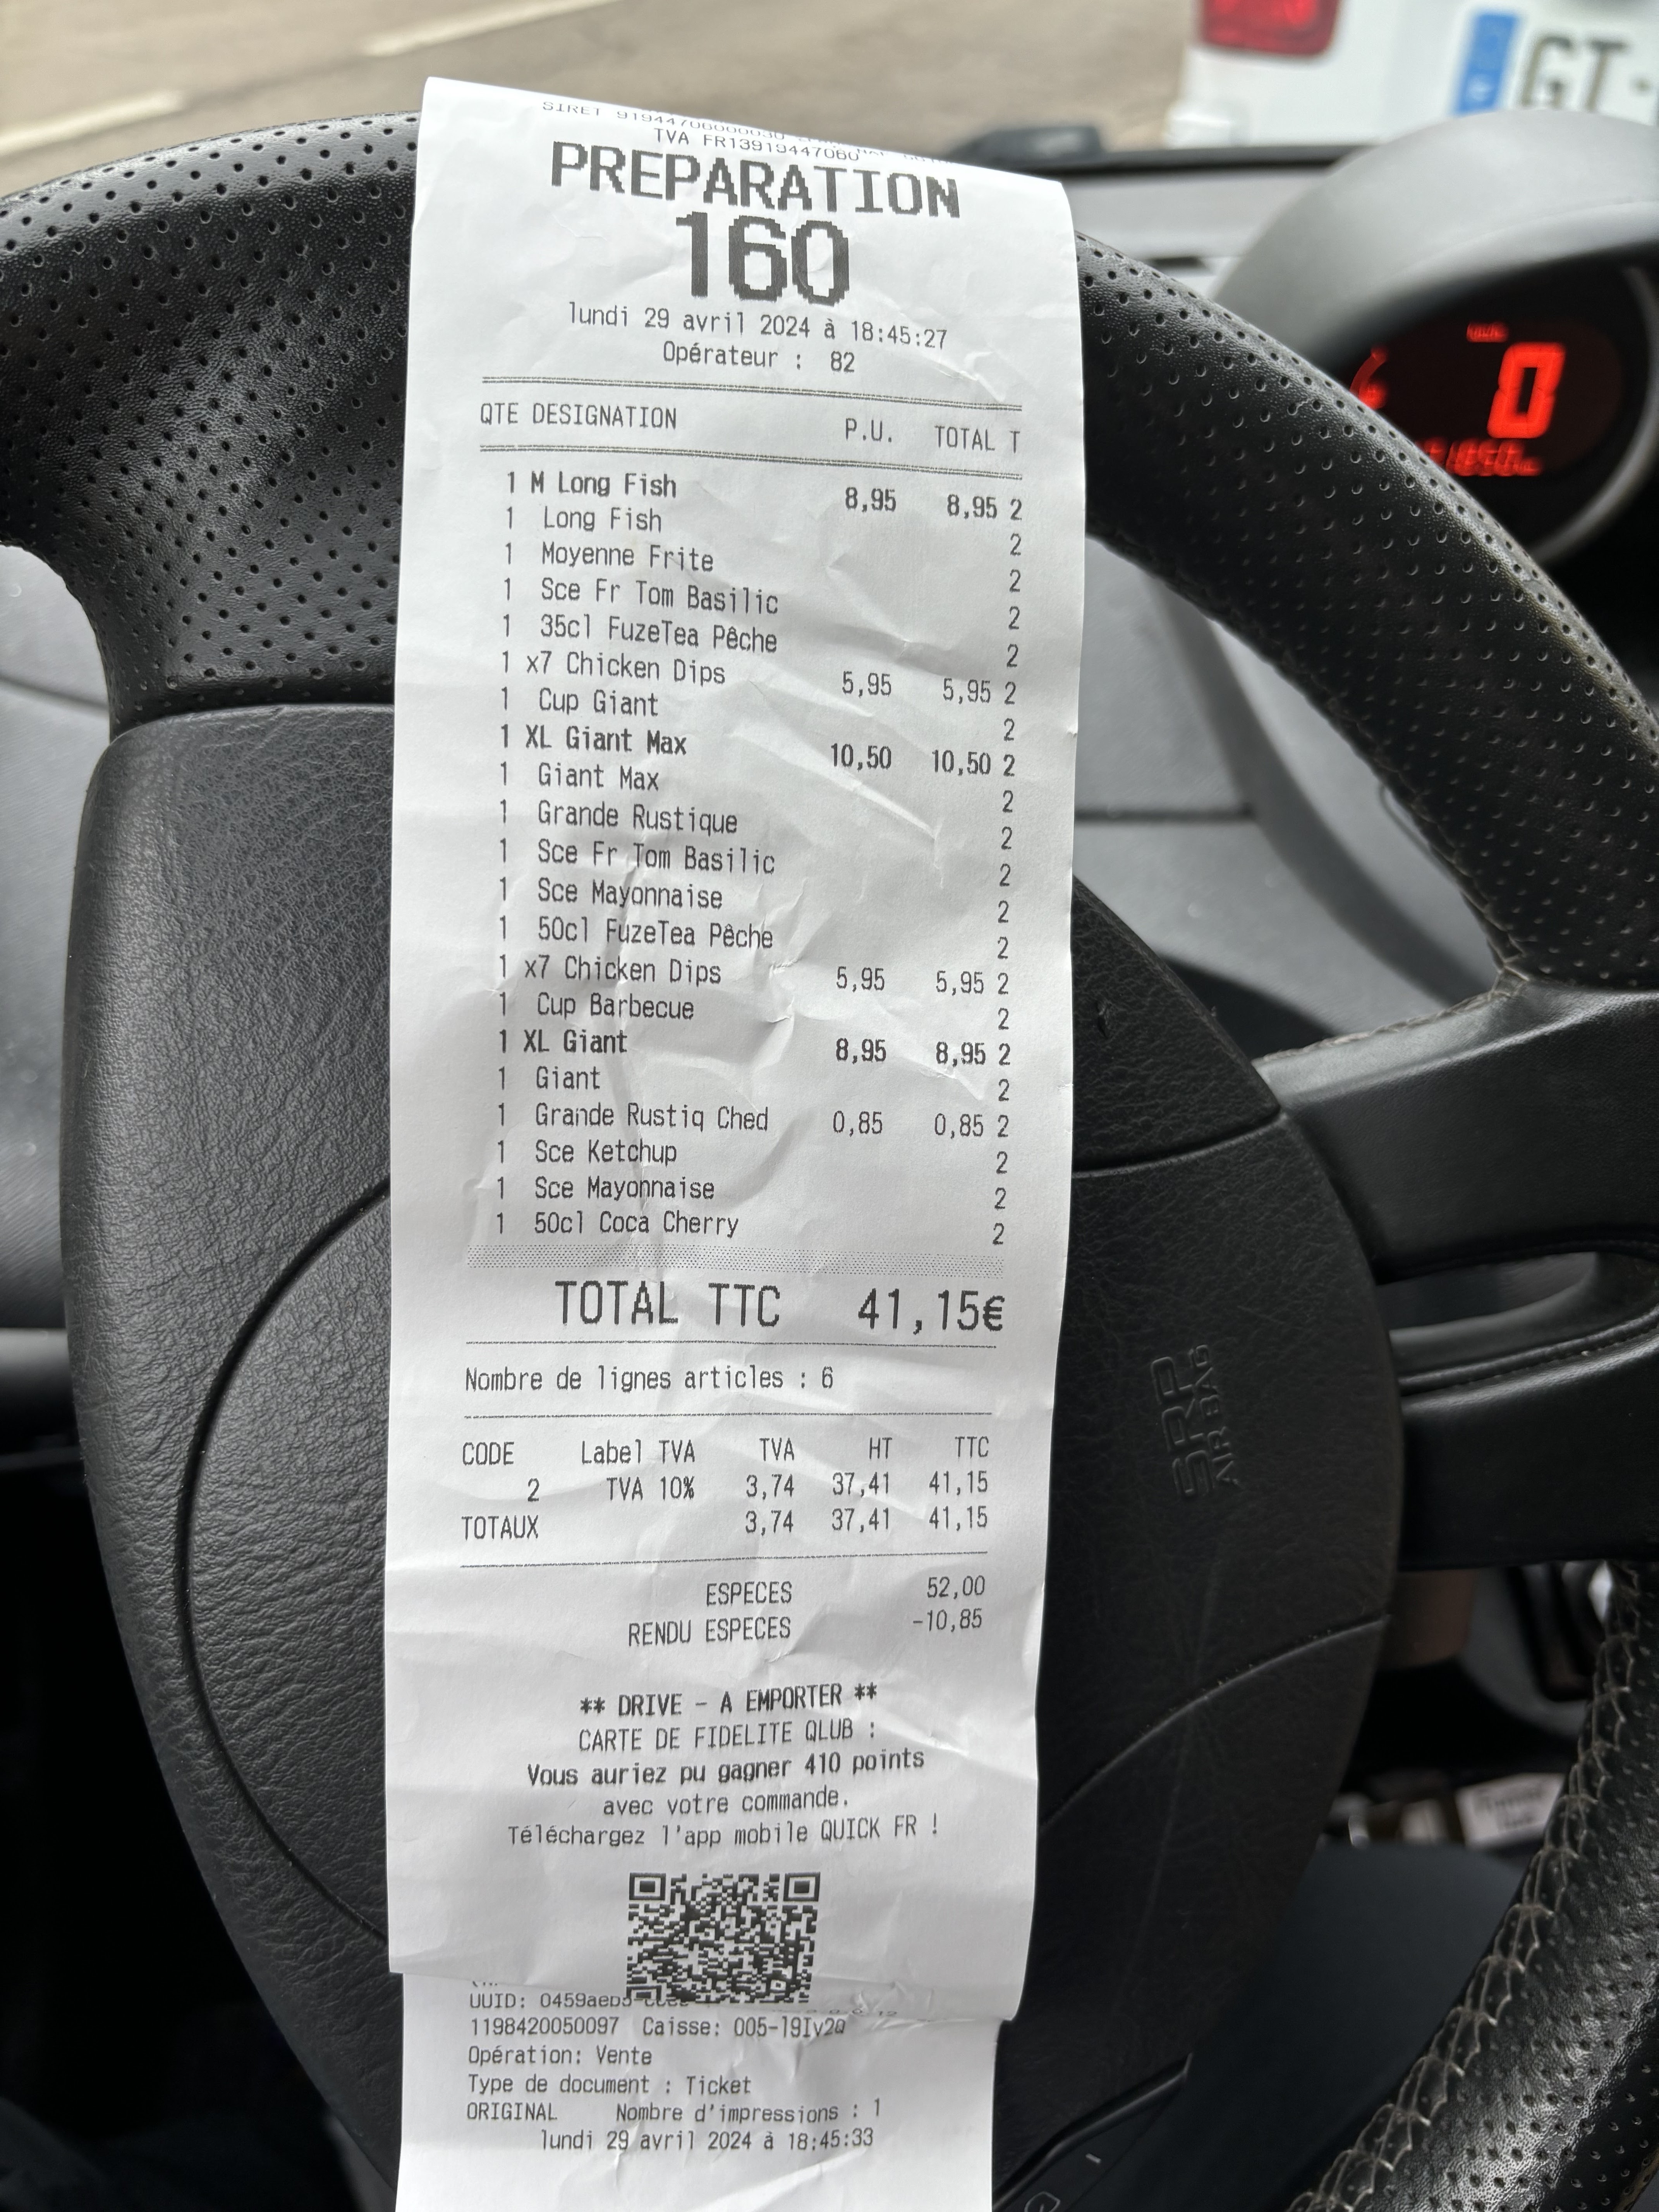 SIRET 91944706000030
TVA FR13919447060
PREPARATION
160
lundi 29 avril 2024 à 18:45:27
Opérateur : 82
QTE DESIGNATION P.U. TOTAL T
1 M Long Fish 8,95 8,95 2
1 Long Fish 2
1 Moyenne Frite 2
1 Sce Fr Tom Basilic 2
1 35cl FuzeTea Pêche 2
1 x7 Chicken Dips 5,95 5,95 2
1 Cup Giant 2
1 XL Giant Max 10,50 10,50 2
1 Giant Max 2
1 Grande Rustique 2
1 Sce Fr Tom Basilic 2
1 Sce Mayonnaise 2
1 50cl FuzeTea Pêche 2
1 x7 Chicken Dips 5,95 5,95 2
1 Cup Barbecue 2
1 XL Giant 8,95 8,95 2
1 Giant 2
1 Grande Rustiq Ched 0,85 0,85 2
1 Sce Ketchup 2
1 Sce Mayonnaise 2
1 50cl Coca Cherry 2
TOTAL TTC 41,15€
Nombre de lignes articles : 6
CODE Label TVA TVA HT TTC
2 TVA 10% 3,74 37,41 41,15
TOTAUX 3,74 37,41 41,15
ESPECES 52,00
RENDU ESPECES -10,85
** DRIVE - A EMPORTER **
CARTE DE FIDELITE QLUB :
Vous auriez pu gagner 410 points
avec votre commande.
Téléchargez l'app mobile QUICK FR !
UUID:
1198420050097 Caisse: 005-19Iv2Q
Opération: Vente
Type de document : Ticket
ORIGINAL Nombre d'impressions : 1
lundi 29 avril 2024 à 18:45:33
SRP
AIRBAG
GT-
0